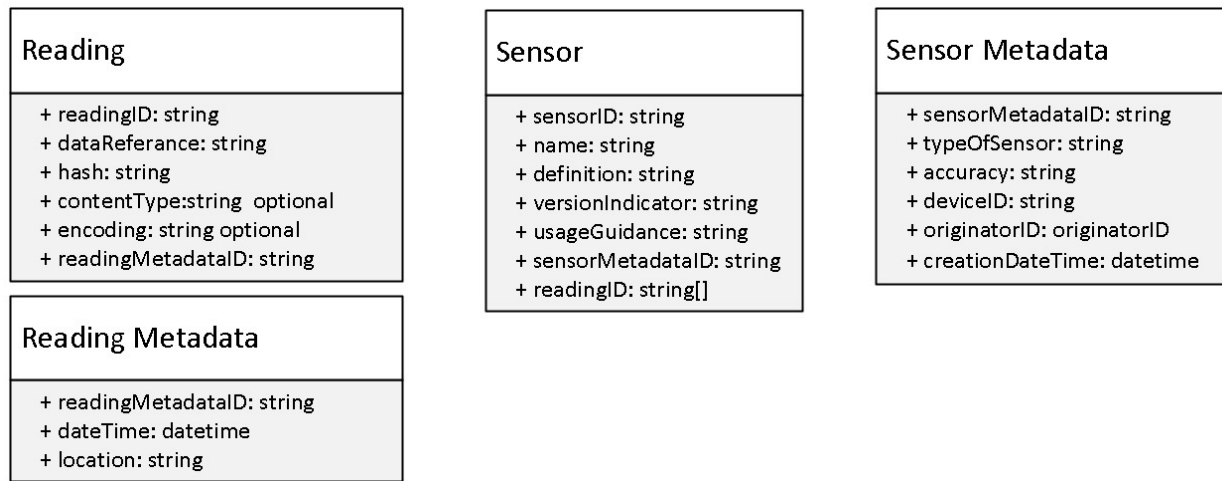 Reading
+ readingID: string
+ dataReferance: string
+ hash: string
+ contentType:string optional
+ encoding: string optional
+ readingMetadataID: string
Reading Metadata
+ readingMetadataID: string
+ dateTime: datetime
+ location: string
Sensor
+ sensorID: string
+ name: string
+ definition: string
+ versionIndicator: string
+ usageGuidance: string
+ sensorMetadataID: string
+ readingID: string[]
Sensor Metadata
+ sensorMetadataID: string
+ typeOfSensor: string
+ accuracy: string
+ deviceID: string
+ originatorID: originatorID
+ creationDateTime: datetime